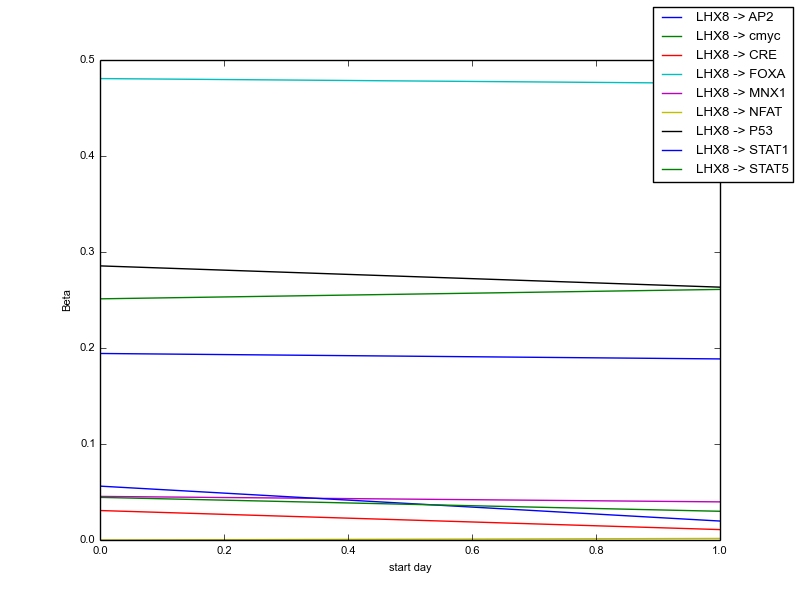 LHX8 -> AP2
LHX8 -> cmyc
LHX8 -> CRE
LHX8 -> FOXA
LHX8 -> MNX1
LHX8 -> NFAT
LHX8 -> P53
LHX8 -> STAT1
LHX8 -> STAT5
0.5
0.4
0.3
0.2
0.1
0.0
Beta
0.0 0.2 0.4 0.6 0.8 1.0
start day